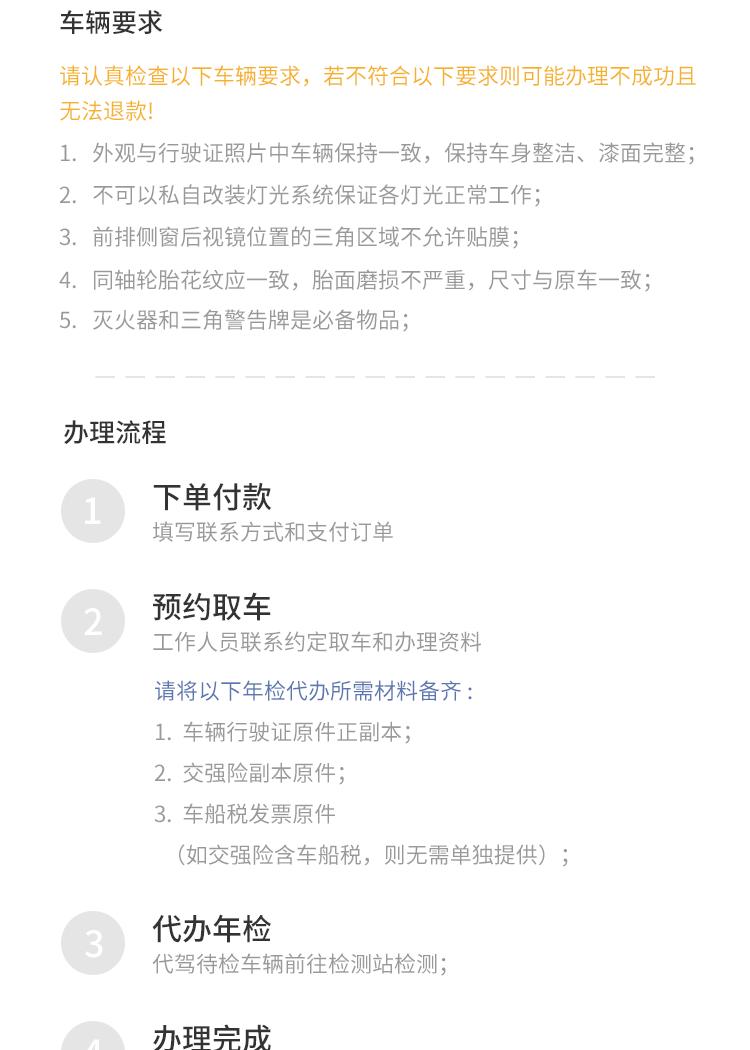 车辆要求
请认真检查以下车辆要求，若不符合以下要求则可能办理不成功且
无法退款!
1. 外观与行驶证照片中车辆保持一致，保持车身整洁、漆面完整；
2. 不可以私自改装灯光系统保证各灯光正常工作；
3. 前排侧窗后视镜位置的三角区域不允许贴膜；
4. 同轴轮胎花纹应一致，胎面磨损不严重，尺寸与原车一致；
5. 灭火器和三角警告牌是必备物品；
办理流程
1
下单付款
填写联系方式和支付订单
2
预约取车
工作人员联系约定取车和办理资料
请将以下年检代办所需材料备齐 :
1. 车辆行驶证原件正副本；
2. 交强险副本原件；
3. 车船税发票原件
（如交强险含车船税，则无需单独提供）；
3
代办年检
代驾待检车辆前往检测站检测；
4
办理完成